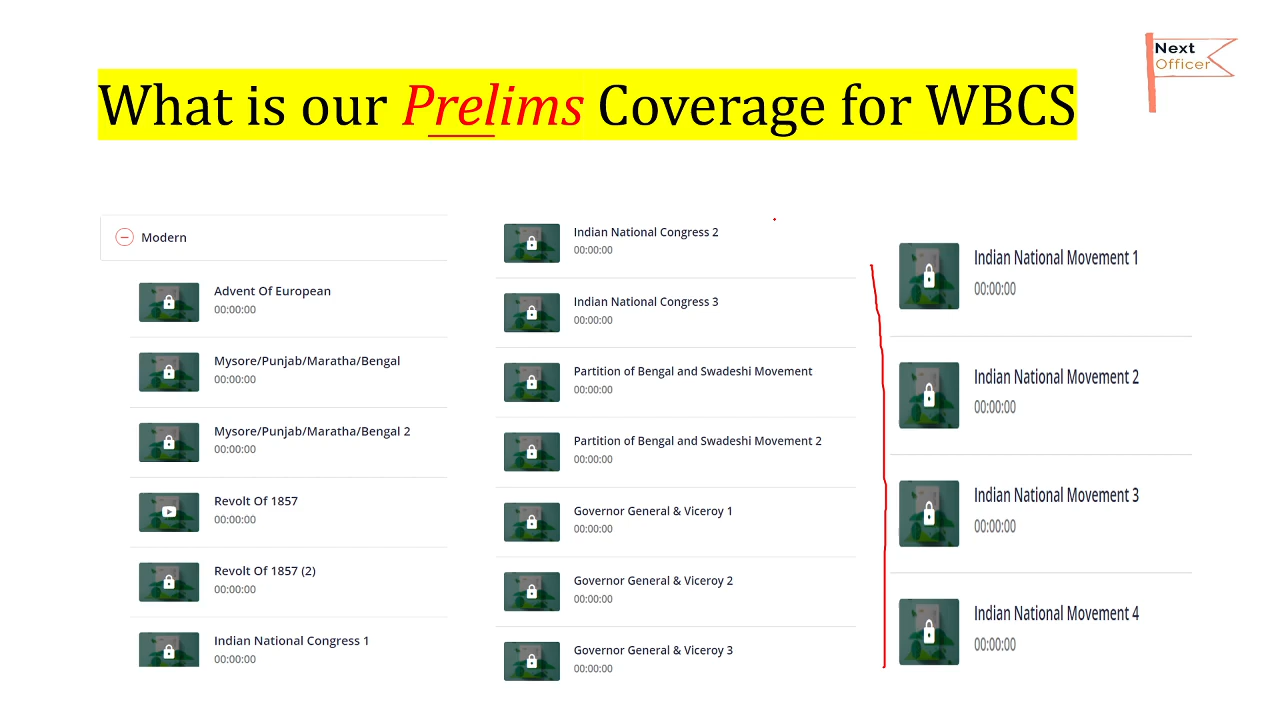 Next
Officer
What is our Prelims Coverage for WBCS
Modern
Advent Of European
00:00:00
Mysore/Punjab/Maratha/Bengal
00:00:00
Mysore/Punjab/Maratha/Bengal 2
00:00:00
Revolt Of 1857
00:00:00
Revolt Of 1857 (2)
00:00:00
Indian National Congress 1
00:00:00
Indian National Congress 2
00:00:00
Indian National Congress 3
00:00:00
Partition of Bengal and Swadeshi Movement
00:00:00
Partition of Bengal and Swadeshi Movement 2
00:00:00
Governor General & Viceroy 1
00:00:00
Governor General & Viceroy 2
00:00:00
Governor General & Viceroy 3
00:00:00
Indian National Movement 1
00:00:00
Indian National Movement 2
00:00:00
Indian National Movement 3
00:00:00
Indian National Movement 4
00:00:00